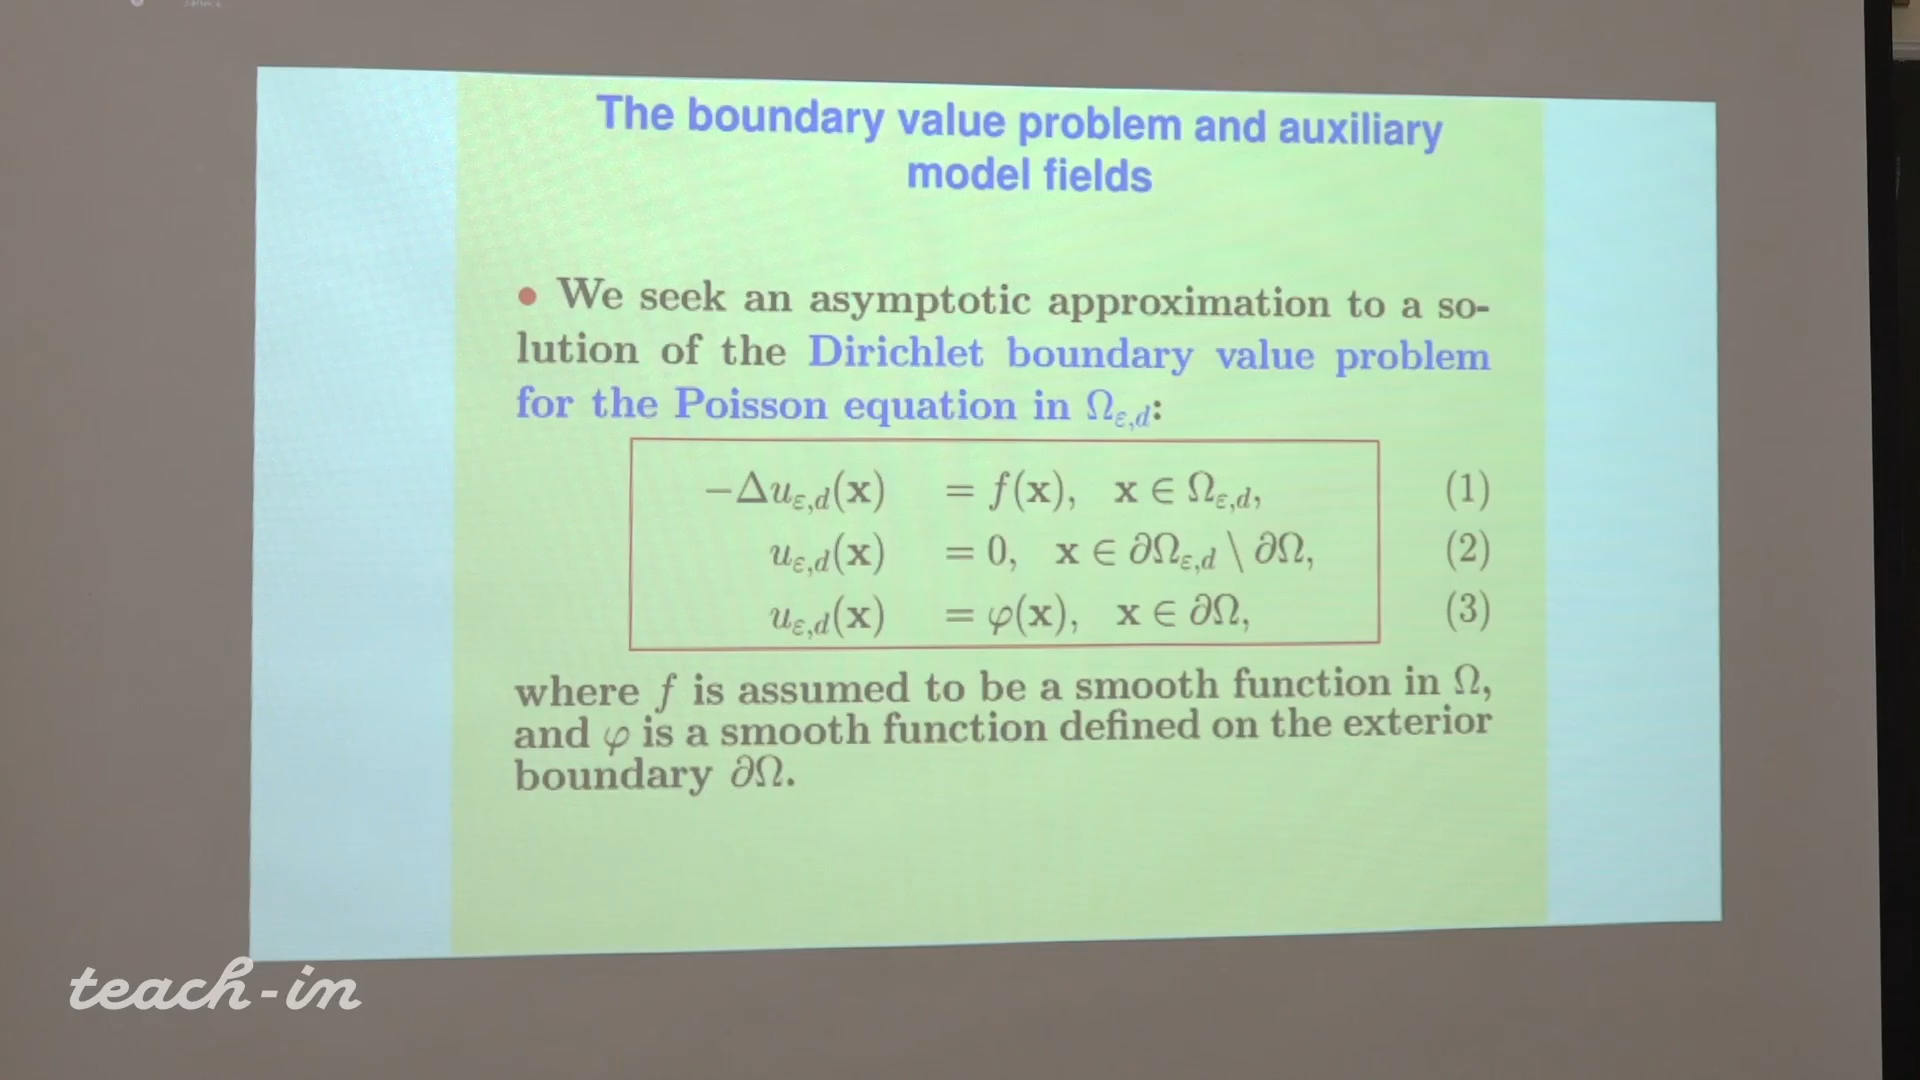 The boundary value problem and auxiliary
model fields
• We seek an asymptotic approximation to a so-
lution of the Dirichlet boundary value problem
for the Poisson equation in Ω_{ε,d}:
−Δu_{ε,d}(x) = f(x), x ∈ Ω_{ε,d}, (1)
u_{ε,d}(x) = 0, x ∈ ∂Ω_{ε,d} \ ∂Ω, (2)
u_{ε,d}(x) = φ(x), x ∈ ∂Ω, (3)
where f is assumed to be a smooth function in Ω,
and φ is a smooth function defined on the exterior
boundary ∂Ω.
teach-in